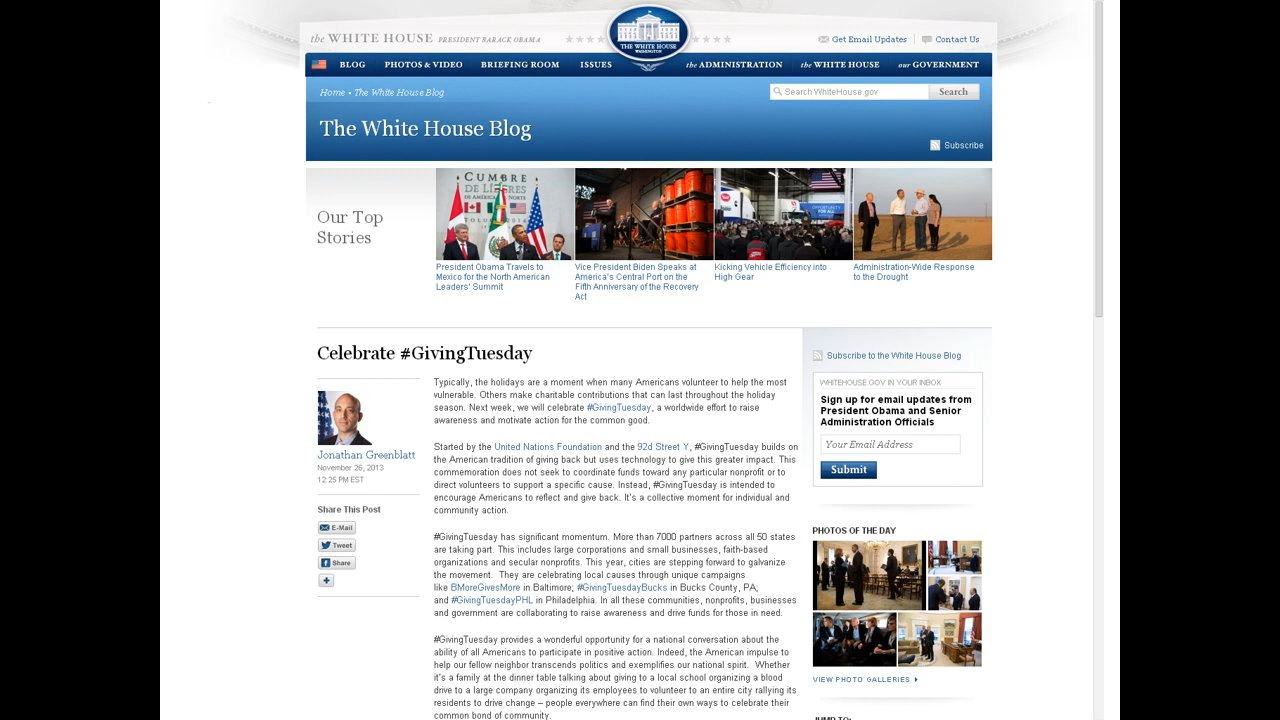 the WHITE HOUSE PRESIDENT BARACK OBAMA
THE WHITE HOUSE
WASHINGTON
Get Email Updates
Contact Us
BLOG
PHOTOS & VIDEO
BRIEFING ROOM
ISSUES
the ADMINISTRATION
the WHITE HOUSE
our GOVERNMENT
Home • The White House Blog
Search WhiteHouse.gov
Search
The White House Blog
Subscribe
Our Top
Stories
CUMBRE
DE LÍDERES
DE AMÉRICA DEL NORTE
TOLUCA 2014
OPPORTUNITY
FOR ALL
President Obama Travels to
Mexico for the North American
Leaders' Summit
Vice President Biden Speaks at
America's Central Port on the
Fifth Anniversary of the Recovery
Act
Kicking Vehicle Efficiency into
High Gear
Administration-Wide Response
to the Drought
Celebrate #GivingTuesday
Jonathan Greenblatt
November 26, 2013
12:25 PM EST
Share This Post
E-Mail
Tweet
Share
Typically, the holidays are a moment when many Americans volunteer to help the most
vulnerable. Others make charitable contributions that can last throughout the holiday
season. Next week, we will celebrate #GivingTuesday, a worldwide effort to raise
awareness and motivate action for the common good.
Started by the United Nations Foundation and the 92d Street Y, #GivingTuesday builds on
the American tradition of giving back but uses technology to give this greater impact. This
commemoration does not seek to coordinate funds toward any particular nonprofit or to
direct volunteers to support a specific cause. Instead, #GivingTuesday is intended to
encourage Americans to reflect and give back. It's a collective moment for individual and
community action.
#GivingTuesday has significant momentum. More than 7000 partners across all 50 states
are taking part. This includes large corporations and small businesses, faith-based
organizations and secular nonprofits. This year, cities are stepping forward to galvanize
the movement. They are celebrating local causes through unique campaigns
like BMoreGivesMore in Baltimore; #GivingTuesdayBucks in Bucks County, PA;
and #GivingTuesdayPHL in Philadelphia. In all these communities, nonprofits, businesses
and government are collaborating to raise awareness and drive funds for those in need.
#GivingTuesday provides a wonderful opportunity for a national conversation about the
ability of all Americans to participate in positive action. Indeed, the American impulse to
help our fellow neighbor transcends politics and exemplifies our national spirit. Whether
it's a family at the dinner table talking about giving to a local school organizing a blood
drive to a large company organizing its employees to volunteer to an entire city rallying its
residents to drive change – people everywhere can find their own ways to celebrate their
common bond of community.
Subscribe to the White House Blog
WHITEHOUSE.GOV IN YOUR INBOX
Sign up for email updates from
President Obama and Senior
Administration Officials
Your Email Address
Submit
PHOTOS OF THE DAY
VIEW PHOTO GALLERIES
JUMP TO: